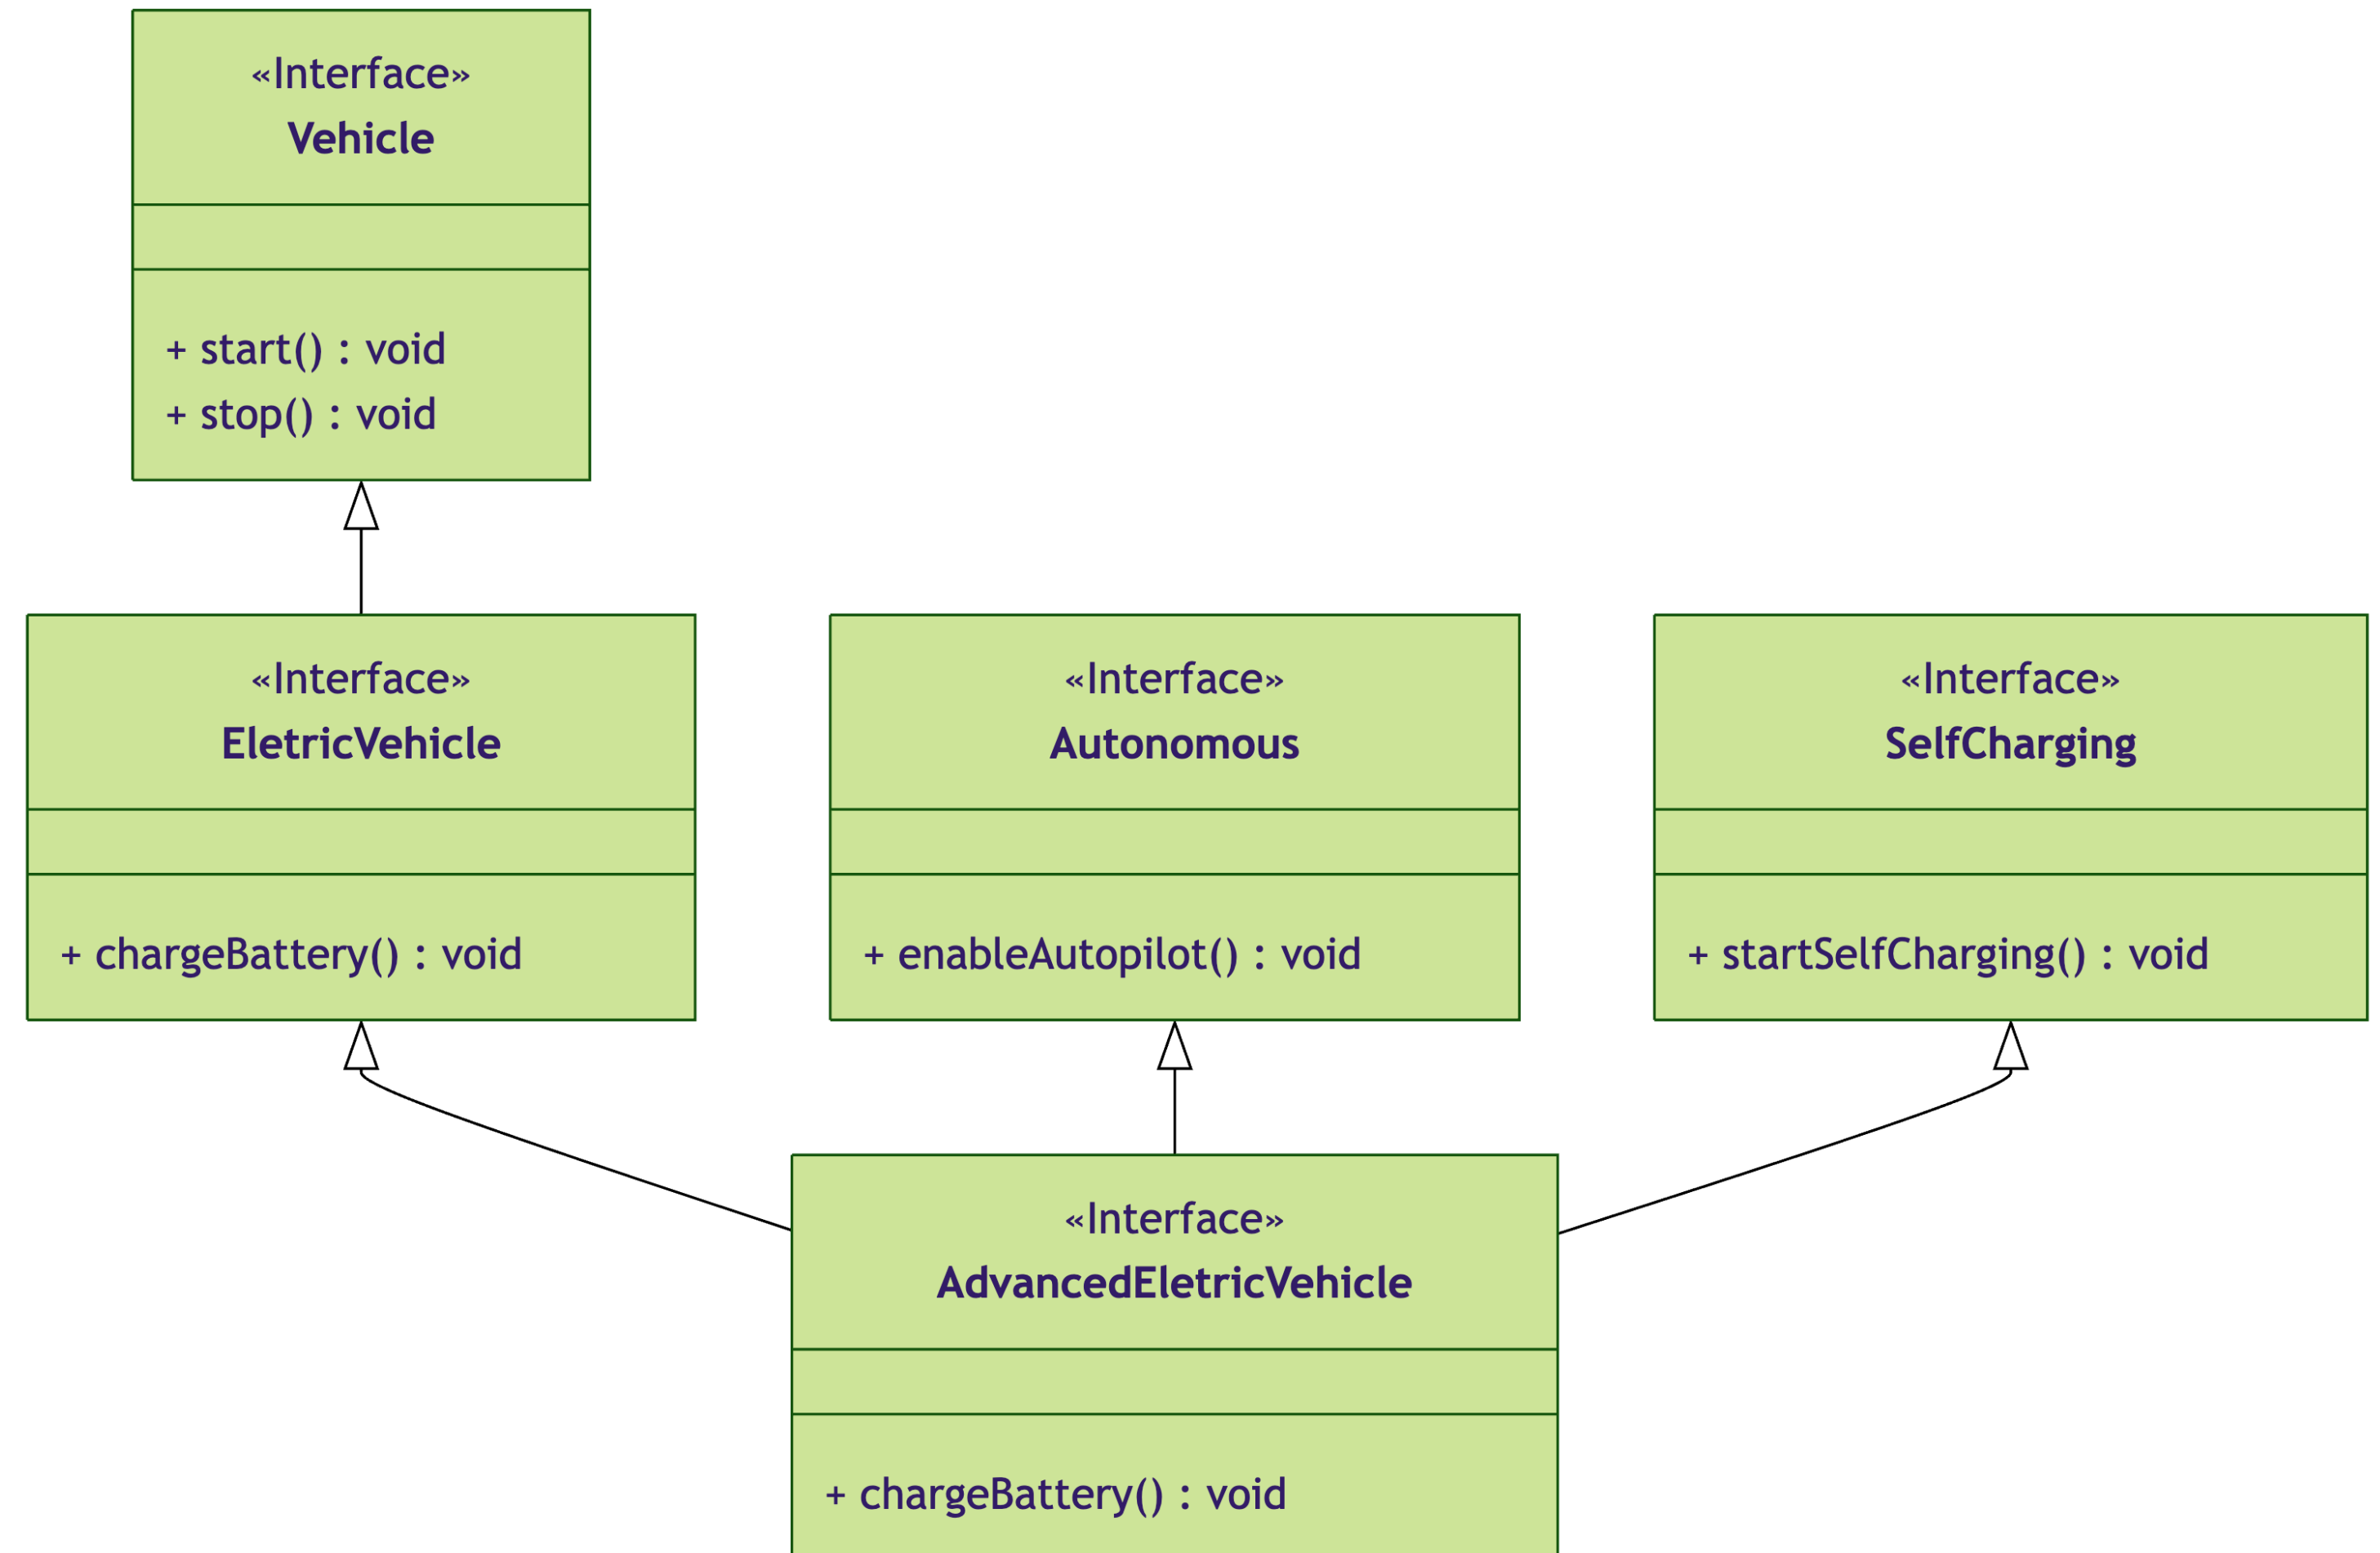 «Interface»
Vehicle
+ start() : void
+ stop() : void
«Interface»
EletricVehicle
+ chargeBattery() : void
«Interface»
Autonomous
+ enableAutopilot() : void
«Interface»
SelfCharging
+ startSelfCharging() : void
«Interface»
AdvancedEletricVehicle
+ chargeBattery() : void